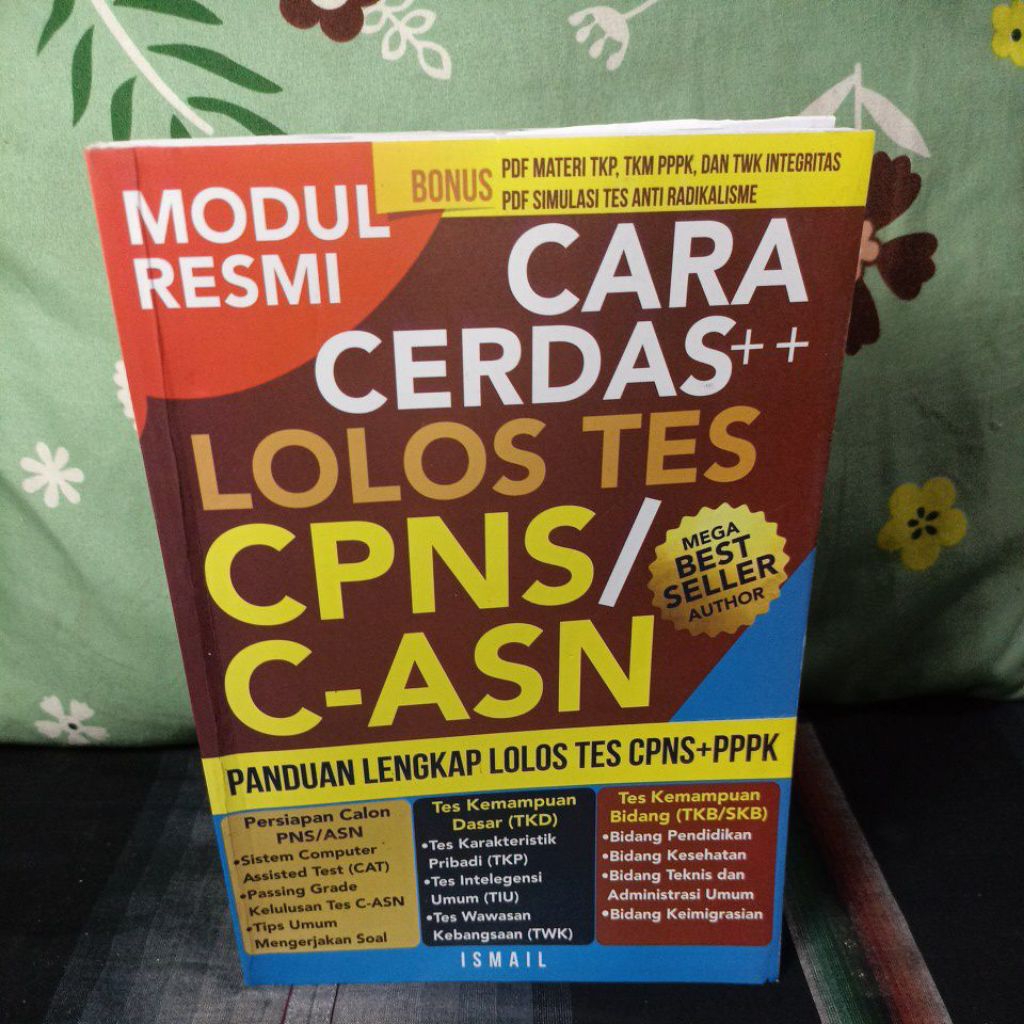 MODUL
RESMI
BONUS
PDF MATERI TKP, TKM PPPK, DAN TWK INTEGRITAS
PDF SIMULASI TES ANTI RADIKALISME
CARA
CERDAS++
LOLOS TES
CPNS/
C-ASN
MEGA
BEST
SELLER
AUTHOR
PANDUAN LENGKAP LOLOS TES CPNS+PPPK
Persiapan Calon
PNS/ASN
•Sistem Computer
Assisted Test (CAT)
•Passing Grade
Kelulusan Tes C-ASN
•Tips Umum
Mengerjakan Soal
Tes Kemampuan
Dasar (TKD)
•Tes Karakteristik
Pribadi (TKP)
•Tes Intelegensi
Umum (TIU)
•Tes Wawasan
Kebangsaan (TWK)
Tes Kemampuan
Bidang (TKB/SKB)
•Bidang Pendidikan
•Bidang Kesehatan
•Bidang Teknis dan
Administrasi Umum
•Bidang Keimigrasian
ISMAIL